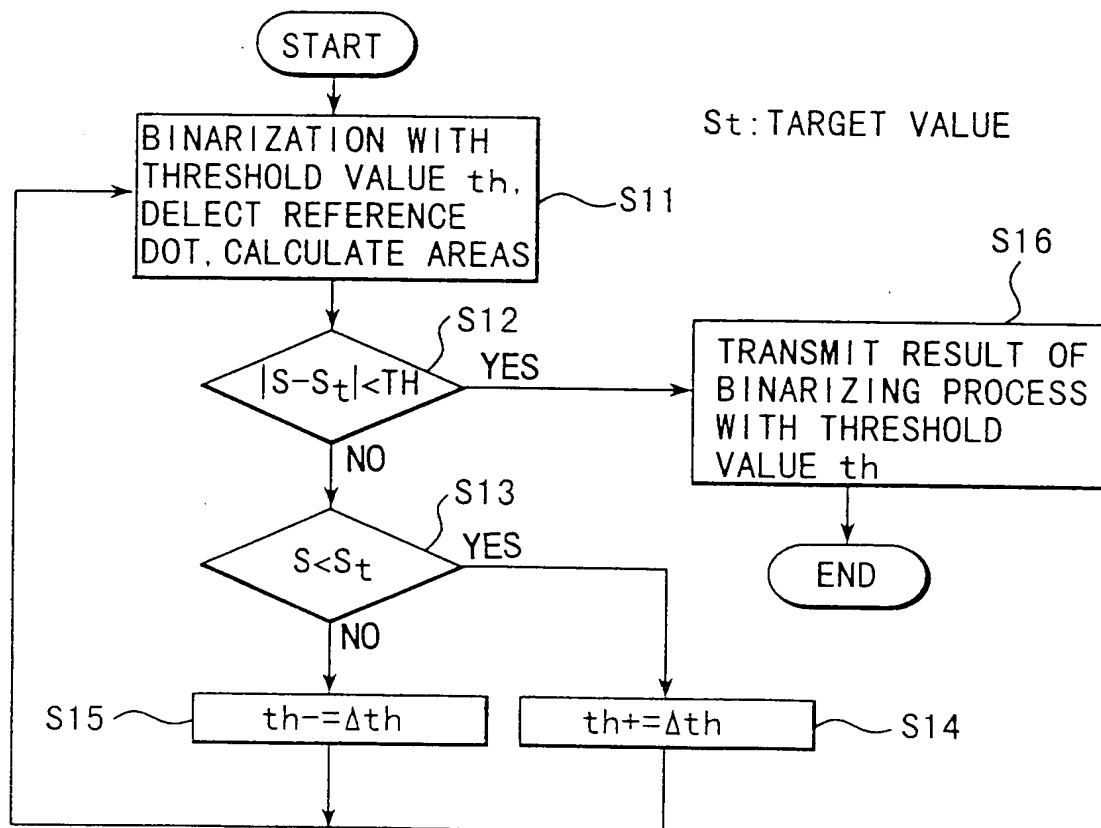 START
St:TARGET VALUE
BINARIZATION WITH
THRESHOLD VALUE th,
DELECT REFERENCE
DOT, CALCULATE AREAS
S11
S16
S12
|S-St|<TH
YES
TRANSMIT RESULT OF
BINARIZING PROCESS
WITH THRESHOLD
VALUE th
NO
S13
S<St
YES
END
NO
S15
th-=Δth
th+=Δth
S14